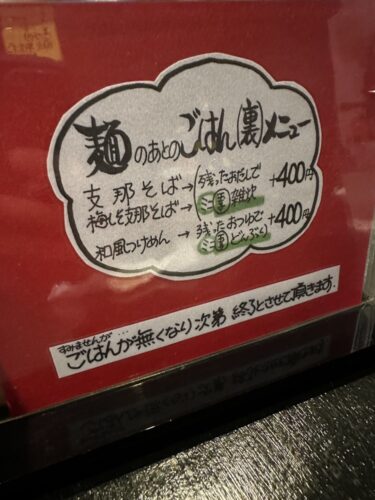 麺のあとのごはん(裏)メニュー
支那そば→(残ったおだしで
梅しそ支那そば→ ミニ雑炊 +400円
和風つけめん → 残ったおつゆで
ミニどんぶり +400円
すみませんが…
ごはんが無くなり次第 終了とさせて頂きます.